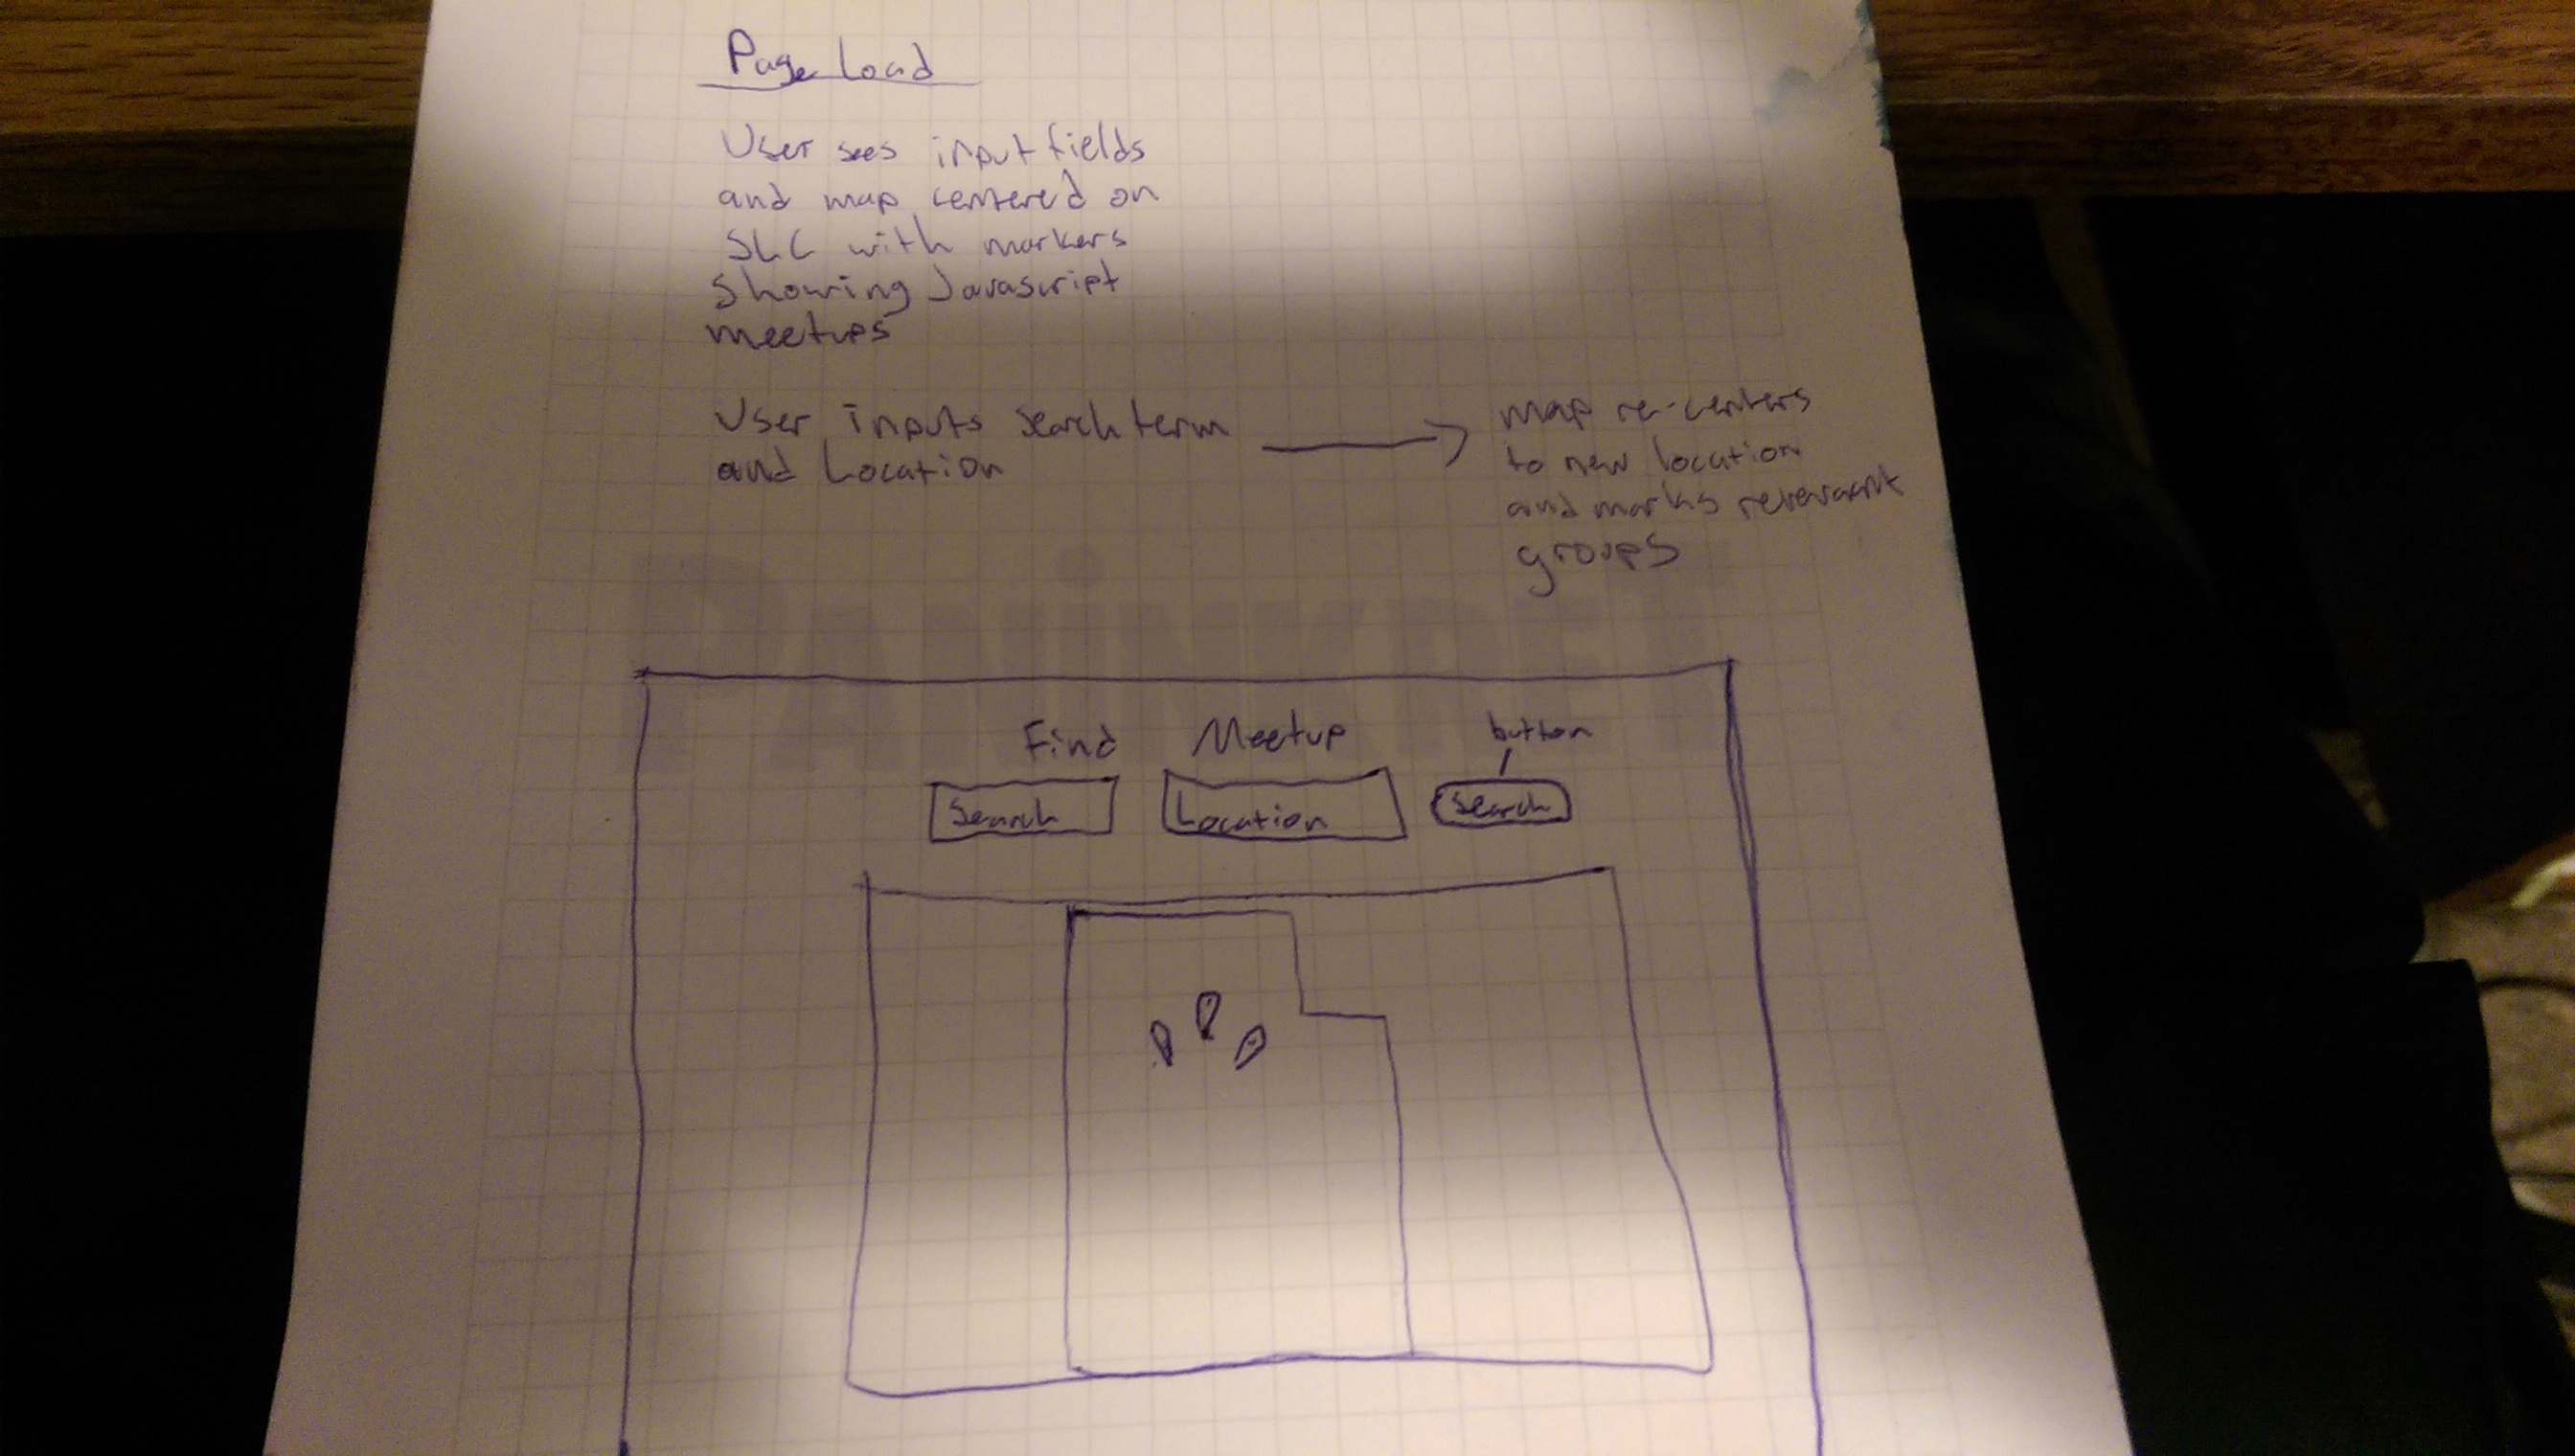 Page Load
User sees input fields
and map centered on
SLC with markers
Showing Javascript
meetups
User inputs search term
and Location
map re-centers
to new location
and marks relevant
groups
Find Meetup
button
Search
Location
Search